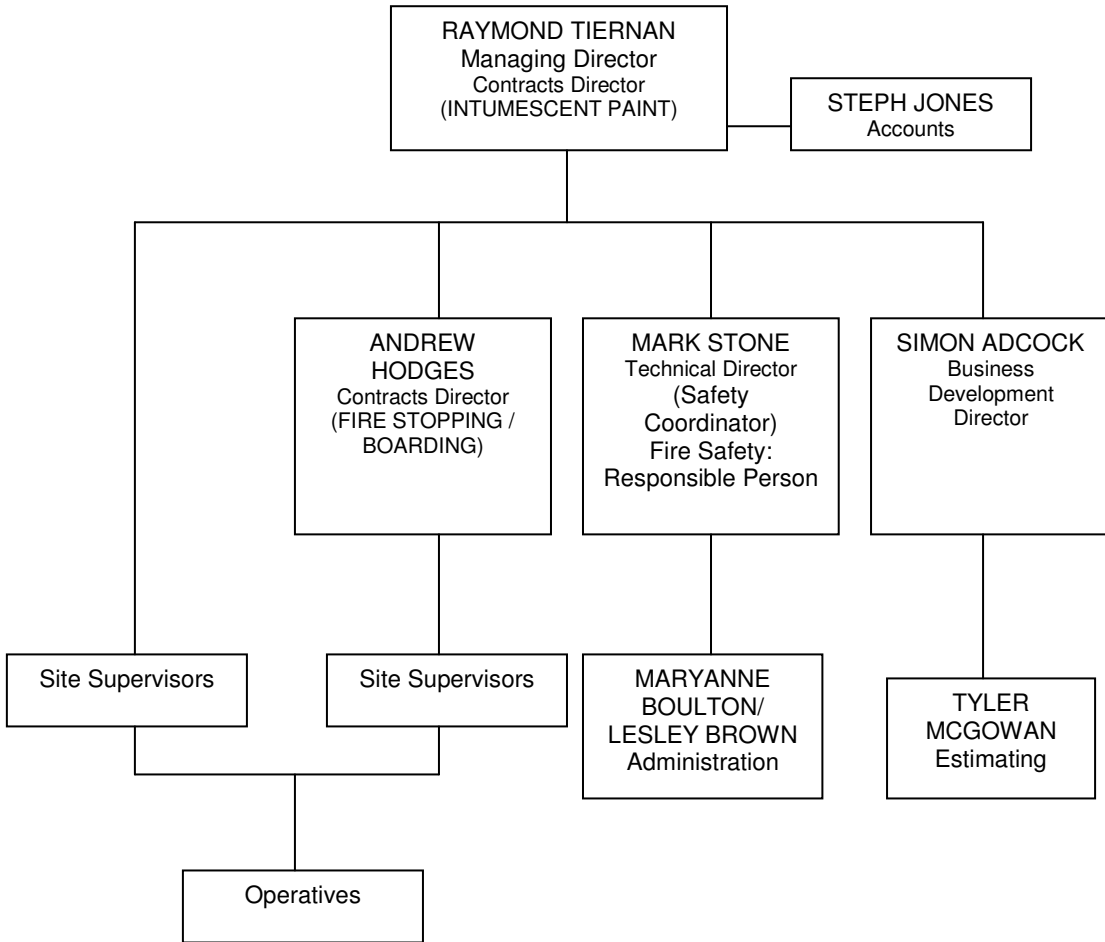 RAYMOND TIERNAN
Managing Director
Contracts Director
(INTUMESCENT PAINT)
STEPH JONES
Accounts
ANDREW
HODGES
Contracts Director
(FIRE STOPPING /
BOARDING)
MARK STONE
Technical Director
(Safety
Coordinator)
Fire Safety:
Responsible Person
SIMON ADCOCK
Business
Development
Director
Site Supervisors
Site Supervisors
MARYANNE
BOULTON/
LESLEY BROWN
Administration
TYLER
MCGOWAN
Estimating
Operatives